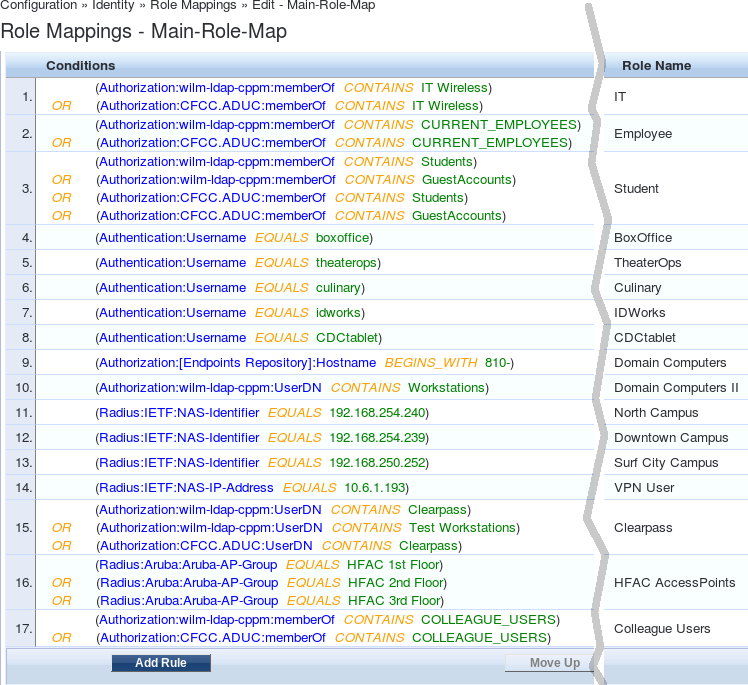 Configuration » Identity » Role Mappings » Edit - Main-Role-Map
Role Mappings - Main-Role-Map
Conditions Role Name
(Authorization:wilm-ldap-cppm:memberOf CONTAINS IT Wireless)
1. OR (Authorization:CFCC.ADUC:memberOf CONTAINS IT Wireless) IT
(Authorization:wilm-ldap-cppm:memberOf CONTAINS CURRENT_EMPLOYEES)
2. OR (Authorization:CFCC.ADUC:memberOf CONTAINS CURRENT_EMPLOYEES) Employee
(Authorization:wilm-ldap-cppm:memberOf CONTAINS Students)
OR (Authorization:wilm-ldap-cppm:memberOf CONTAINS GuestAccounts)
3. OR (Authorization:CFCC.ADUC:memberOf CONTAINS Students) Student
OR (Authorization:CFCC.ADUC:memberOf CONTAINS GuestAccounts)
4. (Authentication:Username EQUALS boxoffice) BoxOffice
5. (Authentication:Username EQUALS theaterops) TheaterOps
6. (Authentication:Username EQUALS culinary) Culinary
7. (Authentication:Username EQUALS idworks) IDWorks
8. (Authentication:Username EQUALS CDCtablet) CDCtablet
9. (Authorization:[Endpoints Repository]:Hostname BEGINS_WITH 810-) Domain Computers
10. (Authorization:wilm-ldap-cppm:UserDN CONTAINS Workstations) Domain Computers II
11. (Radius:IETF:NAS-Identifier EQUALS 192.168.254.240) North Campus
12. (Radius:IETF:NAS-Identifier EQUALS 192.168.254.239) Downtown Campus
13. (Radius:IETF:NAS-Identifier EQUALS 192.168.250.252) Surf City Campus
14. (Radius:IETF:NAS-IP-Address EQUALS 10.6.1.193) VPN User
(Authorization:wilm-ldap-cppm:UserDN CONTAINS Clearpass)
15. OR (Authorization:wilm-ldap-cppm:UserDN CONTAINS Test Workstations) Clearpass
OR (Authorization:CFCC.ADUC:UserDN CONTAINS Clearpass)
(Radius:Aruba:Aruba-AP-Group EQUALS HFAC 1st Floor)
16. OR (Radius:Aruba:Aruba-AP-Group EQUALS HFAC 2nd Floor) HFAC AccessPoints
OR (Radius:Aruba:Aruba-AP-Group EQUALS HFAC 3rd Floor)
(Authorization:wilm-ldap-cppm:memberOf CONTAINS COLLEAGUE_USERS)
17. OR (Authorization:CFCC.ADUC:memberOf CONTAINS COLLEAGUE_USERS) Colleague Users
Add Rule Move Up